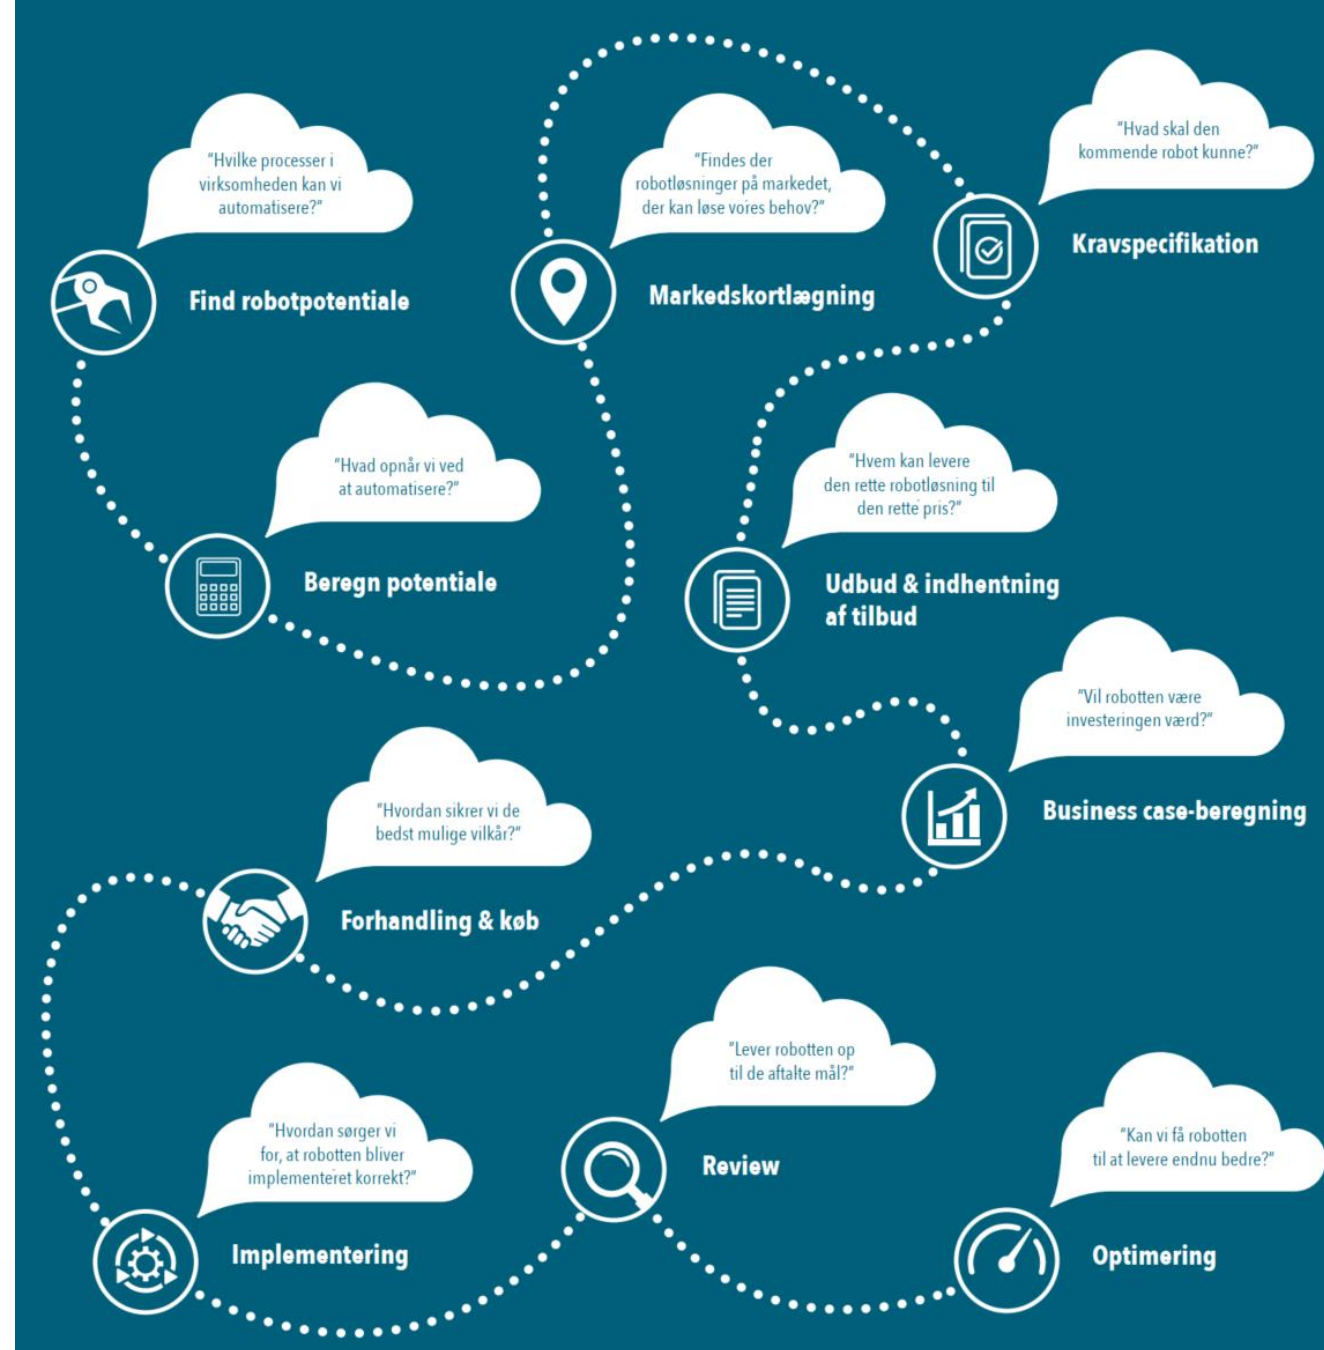 "Hvilke processer i
virksomheden kan vi
automatisere?"
Find robotpotentiale
"Hvad opnår vi ved
at automatisere?"
Beregn potentiale
"Findes der
robotløsninger på markedet,
der kan løse vores behov?"
Markedskortlægning
"Hvad skal den
kommende robot kunne?"
Kravspecifikation
"Hvem kan levere
den rette robotløsning til
den rette pris?"
Udbud & indhentning
af tilbud
"Vil robotten være
investeringen værd?"
Business case-beregning
"Hvordan sikrer vi de
bedst mulige vilkår?"
Forhandling & køb
"Hvordan sørger vi
for, at robotten bliver
implementeret korrekt?"
Implementering
"Lever robotten op
til de aftalte mål?"
Review
"Kan vi få robotten
til at levere endnu bedre?"
Optimering